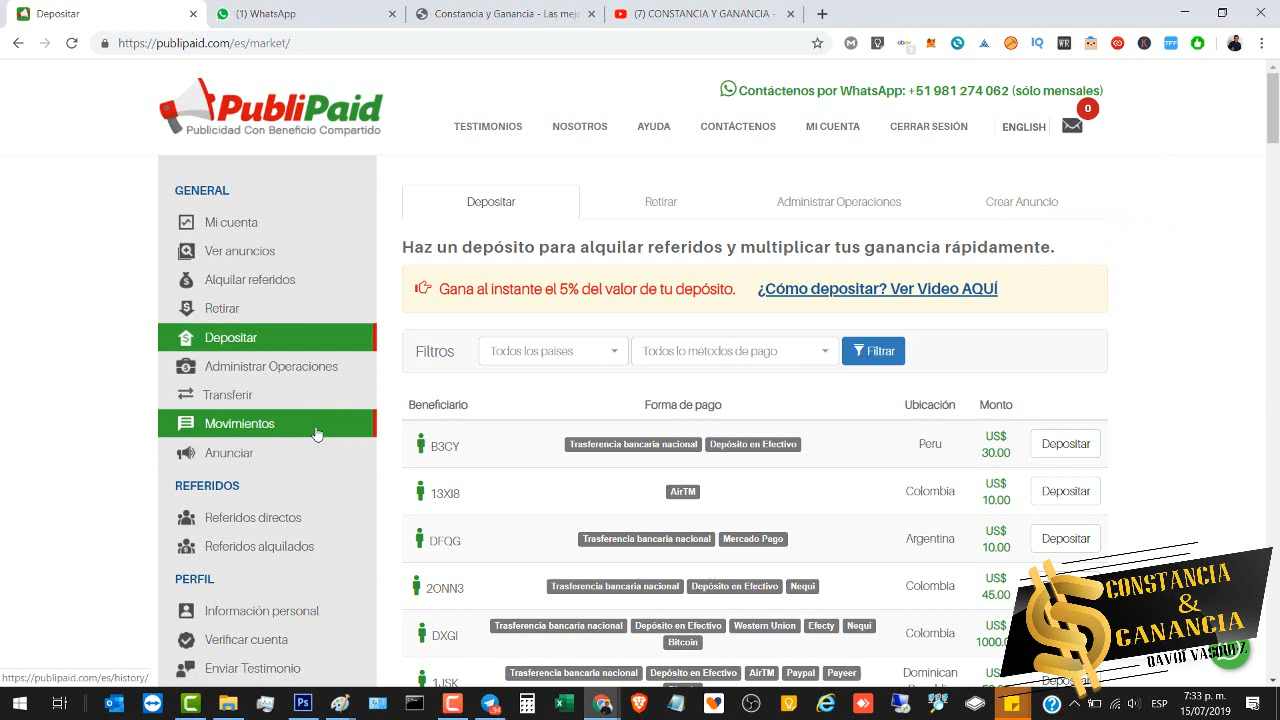 Depositar
(1) WhatsApp
Constancia y Ganancia - Las mej
(7) CONSTANCIA Y GANANCIA -
https://publipaid.com/es/market/
PubliPaid
Publicidad Con Beneficio Compartido
Contáctenos por WhatsApp: +51 981 274 062 (sólo mensales)
0
TESTIMONIOS
NOSOTROS
AYUDA
CONTÁCTENOS
MI CUENTA
CERRAR SESIÓN
ENGLISH
GENERAL
Mi cuenta
Ver anuncios
Alquilar referidos
Retirar
Depositar
Administrar Operaciones
Transferir
Movimientos
Anunciar
REFERIDOS
Referidos directos
Referidos alquilados
PERFIL
Información personal
Verificar cuenta
Enviar Testimonio
Depositar
Retirar
Administrar Operaciones
Crear Anuncio
Haz un depósito para alquilar referidos y multiplicar tus ganancia rápidamente.
Gana al instante el 5% del valor de tu depósito. ¿Cómo depositar? Ver Video AQUÍ
Filtros
Todos los paises
Todos lo métodos de pago
Filtrar
Beneficiario Forma de pago Ubicación Monto
B3CY Trasferencia bancaria nacional Depósito en Efectivo Peru US$ 30.00 Depositar
13XI8 AirTM Colombia US$ 10.00 Depositar
DFQG Trasferencia bancaria nacional Mercado Pago Argentina US$ 10.00 Depositar
2ONN3 Trasferencia bancaria nacional Depósito en Efectivo Nequi Colombia US$ 45.00
DXGI Trasferencia bancaria nacional Depósito en Efectivo Western Union Efecty Nequi Bitcoin Colombia US$ 1000.0
1JSK Trasferencia bancaria nacional Depósito en Efectivo AirTM Paypal Payeer Dominican US$
CONSTANCIA
&
GANANCIA
DAVID VASQUEZ
https://publipaid.com/es/history/
ESP
7:33 p. m.
15/07/2019